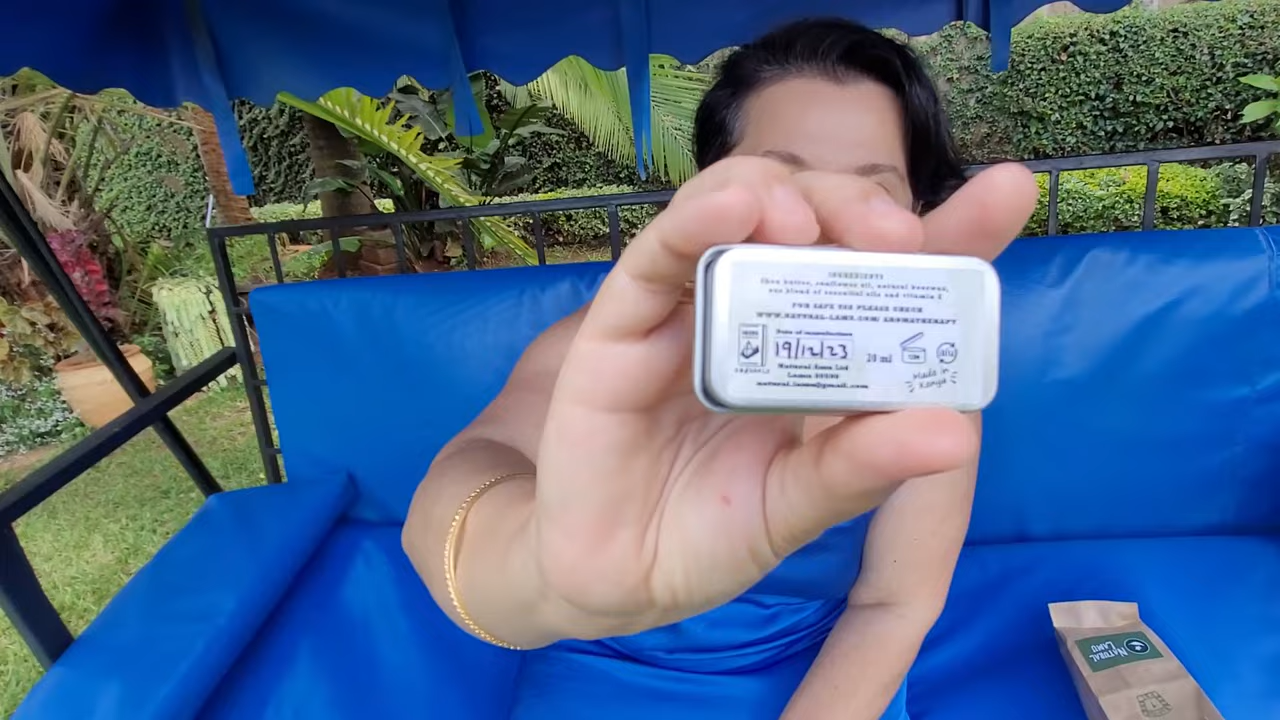 INGREDIENTS
Shea butter, sunflower oil, natural beeswax,
our blend of essential oils and vitamin E
FOR SAFE USE PLEASE CHECK
WWW.NATURAL-LAMU.COM/ AROMATHERAPY
Date of manufacture
19/12/23
20 ml
Natural Lamu Ltd
Lamu
natural.lamu@gmail.com
Made in
Kenya
NATURAL
LAMU